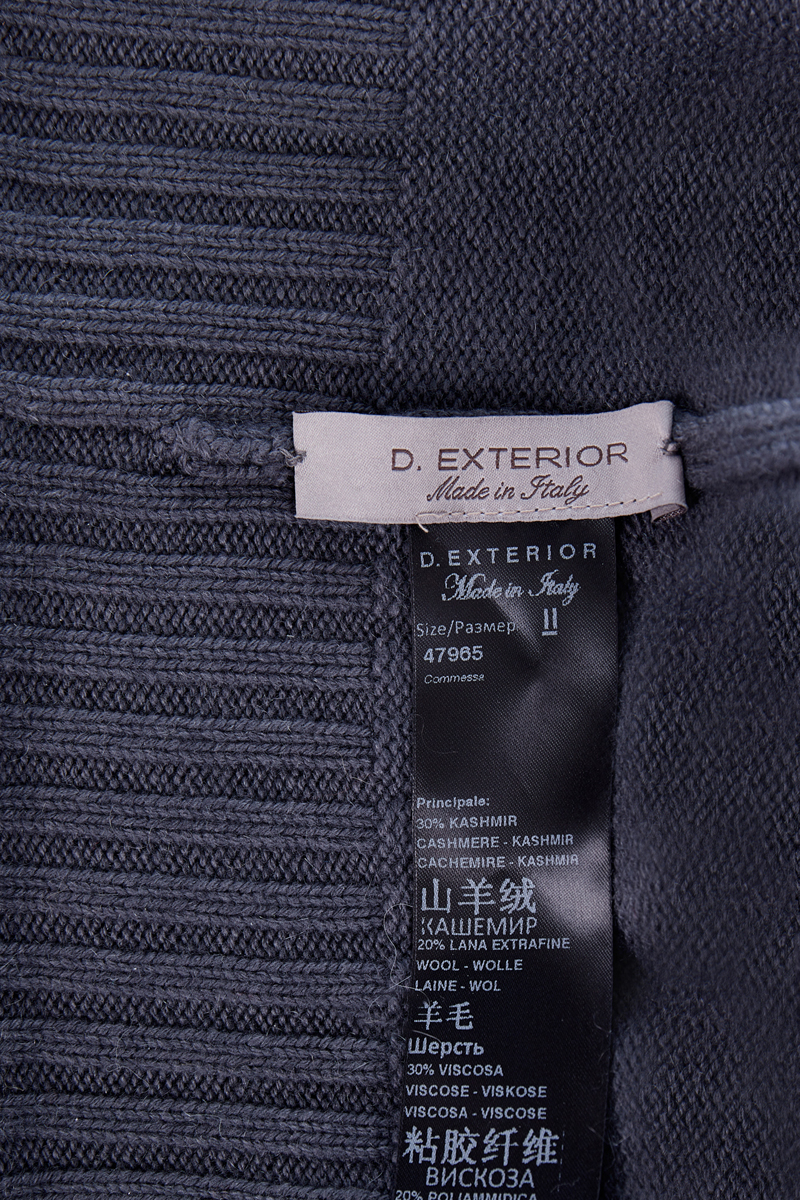 D. EXTERIOR
Made in Italy
D. EXTERIOR
Made in Italy
Size/Размер II
47965
Commessa
Principale:
30% KASHMIR
CASHMERE - KASHMIR
CACHEMIRE - KASHMIR
山羊绒
КАШЕМИР
20% LANA EXTRAFINE
WOOL - WOLLE
LAINE - WOL
羊毛
Шерсть
30% VISCOSA
VISCOSE - VISKOSE
VISCOSA - VISCOSE
粘胶纤维
ВИСКОЗА
20% POLIAMMIDICA